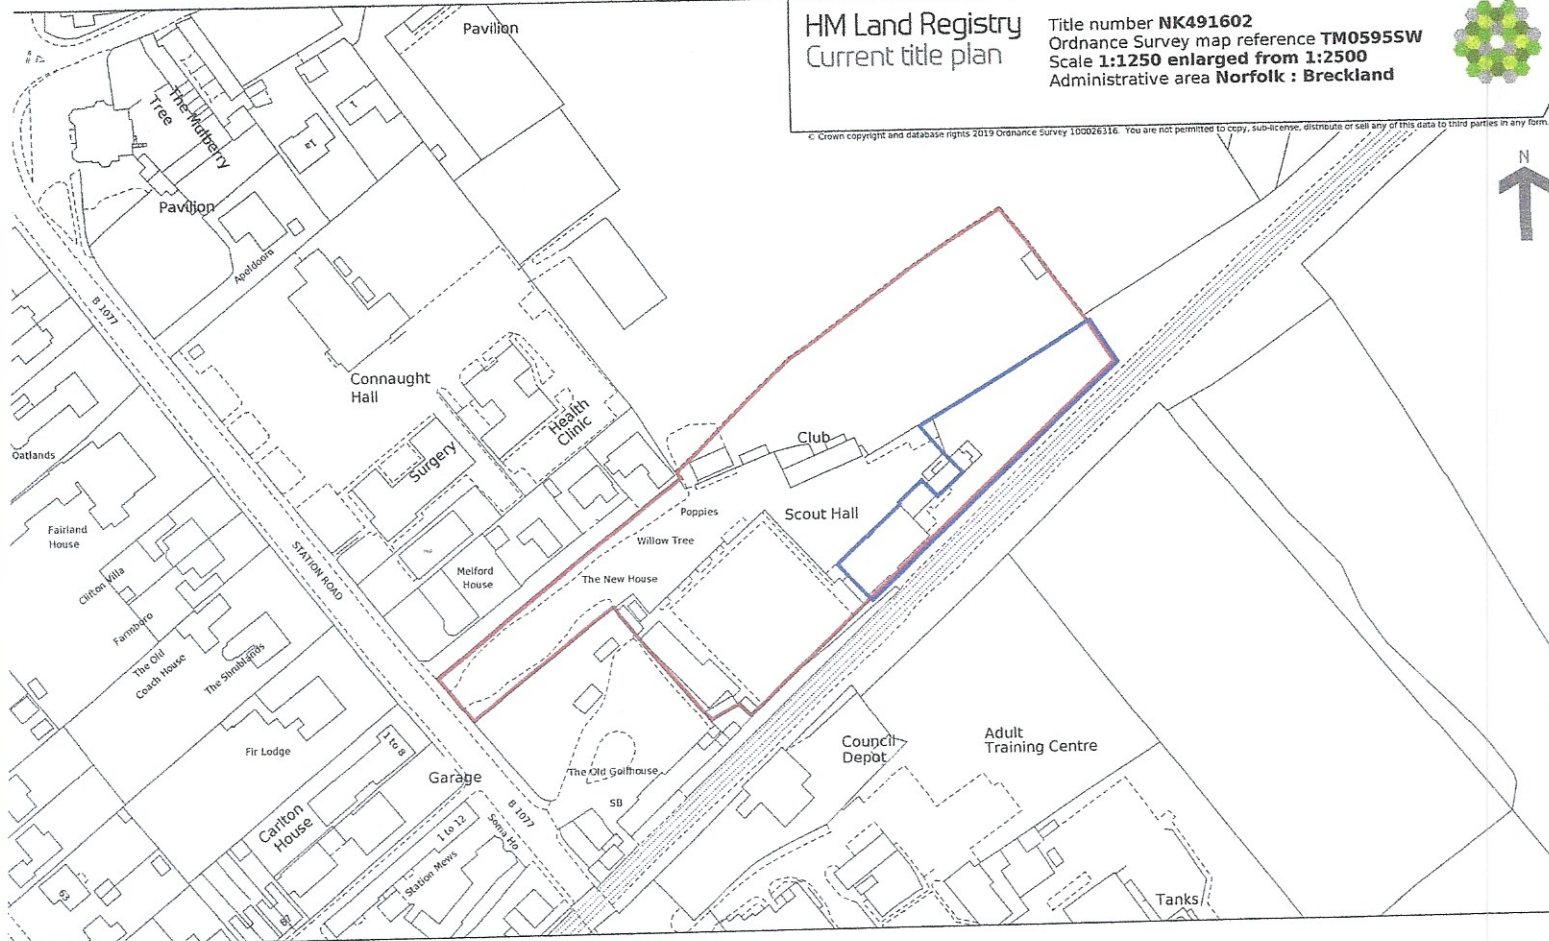 HM Land Registry
Current title plan
Title number NK491602
Ordnance Survey map reference TM0595SW
Scale 1:1250 enlarged from 1:2500
Administrative area Norfolk : Breckland
© Crown copyright and database rights 2019 Ordnance Survey 100026316. You are not permitted to copy, sub-license, distribute or sell any of this data to third parties in any form.
N
Pavilion
The Mulberry
Tree
Pavilion
Apeldoorn
B 1077
Connaught
Hall
Health
Clinic
Surgery
Oatlands
Club
Poppies
Scout Hall
Willow Tree
Fairland
House
STATION ROAD
Melford
House
The New House
Clifton Villa
Farmboro
The Old
Coach House
The Shrublands
Fir Lodge
1 to 8
Garage
The Old Golfhouse
SB
Council
Depot
Adult
Training Centre
Carlton
House
B 1077
1 to 12
Soma Ho
Station Mews
63
Tanks